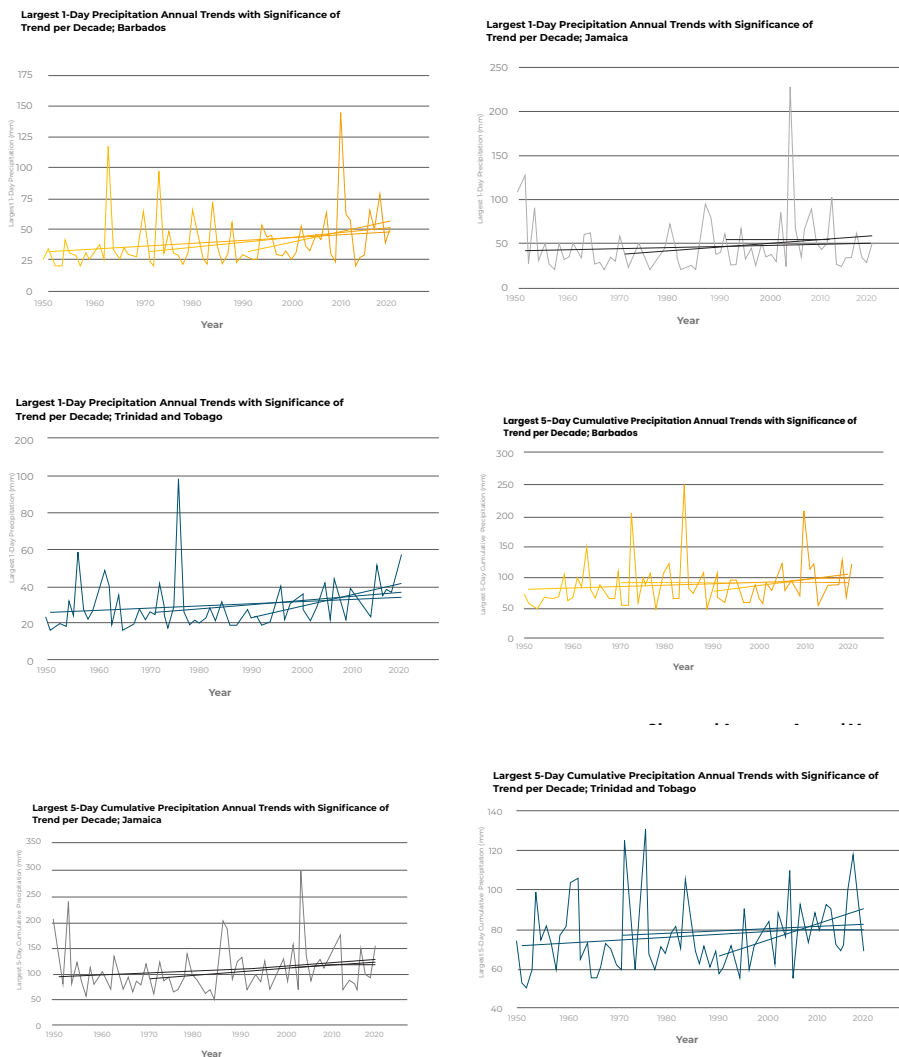 Largest 1-Day Precipitation Annual Trends with Significance of
Trend per Decade; Barbados
Largest 1-Day Precipitation (mm)
175
150
125
100
75
50
25
0
1950 1960 1970 1980 1990 2000 2010 2020
Year
Largest 1-Day Precipitation Annual Trends with Significance of
Trend per Decade; Jamaica
Largest 1-Day Precipitation (mm)
250
200
150
100
50
0
1950 1960 1970 1980 1990 2000 2010 2020
Year
Largest 1-Day Precipitation Annual Trends with Significance of
Trend per Decade; Trinidad and Tobago
Largest 1-Day Precipitation (mm)
200
100
80
60
40
20
0
1950 1960 1970 1980 1990 2000 2010 2020
Year
Largest 5-Day Cumulative Precipitation Annual Trends with Significance of
Trend per Decade; Barbados
Largest 5-Day Cumulative Precipitation (mm)
300
250
200
150
100
50
0
1950 1960 1970 1980 1990 2000 2010 2020
Year
Largest 5-Day Cumulative Precipitation Annual Trends with Significance of
Trend per Decade; Jamaica
Largest 5-Day Cumulative Precipitation (mm)
350
300
250
200
150
100
50
0
1950 1960 1970 1980 1990 2000 2010 2020
Year
Largest 5-Day Cumulative Precipitation Annual Trends with Significance of
Trend per Decade; Trinidad and Tobago
Largest 5-Day Cumulative Precipitation (mm)
140
120
100
80
60
40
1950 1960 1970 1980 1990 2000 2010 2020
Year